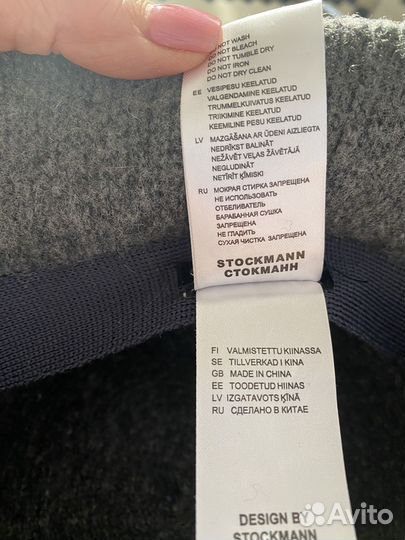 DO NOT WASH
DO NOT BLEACH
DO NOT TUMBLE DRY
DO NOT IRON
DO NOT DRY CLEAN
EE VESIPESU KEELATUD
VALGENDAMINE KEELATUD
TRUMMELKUIVATUS KEELATUD
TRIIKIMINE KEELATUD
KEEMILINE PESU KEELATUD
LV MAZGĀŠANA AR ŪDENI AIZLIEGTA
NEDRĪKST BALINĀT
NEŽĀVĒT VEĻAS ŽĀVĒTĀJĀ
NEGLUDINĀT
NETĪRĪT ĶĪMISKI
RU МОКРАЯ СТИРКА ЗАПРЕЩЕНА
НЕ ИСПОЛЬЗОВАТЬ
ОТБЕЛИВАТЕЛЬ
БАРАБАННАЯ СУШКА
ЗАПРЕЩЕНА
НЕ ГЛАДИТЬ
СУХАЯ ЧИСТКА ЗАПРЕЩЕНА
STOCKMANN
СТОКМАНН
FI VALMISTETTU KIINASSA
SE TILLVERKAD I KINA
GB MADE IN CHINA
EE TOODETUD HIINAS
LV IZGATAVOTS ĶĪNĀ
RU СДЕЛАНО В КИТАЕ
DESIGN BY
STOCKMANN
Avito